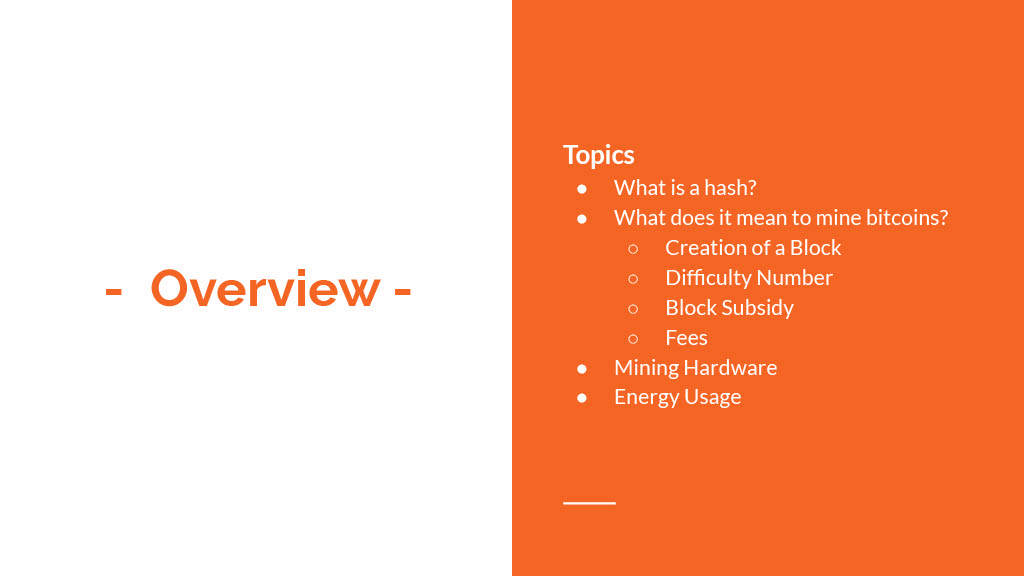 - Overview -
Topics
● What is a hash?
● What does it mean to mine bitcoins?
○ Creation of a Block
○ Difficulty Number
○ Block Subsidy
○ Fees
● Mining Hardware
● Energy Usage